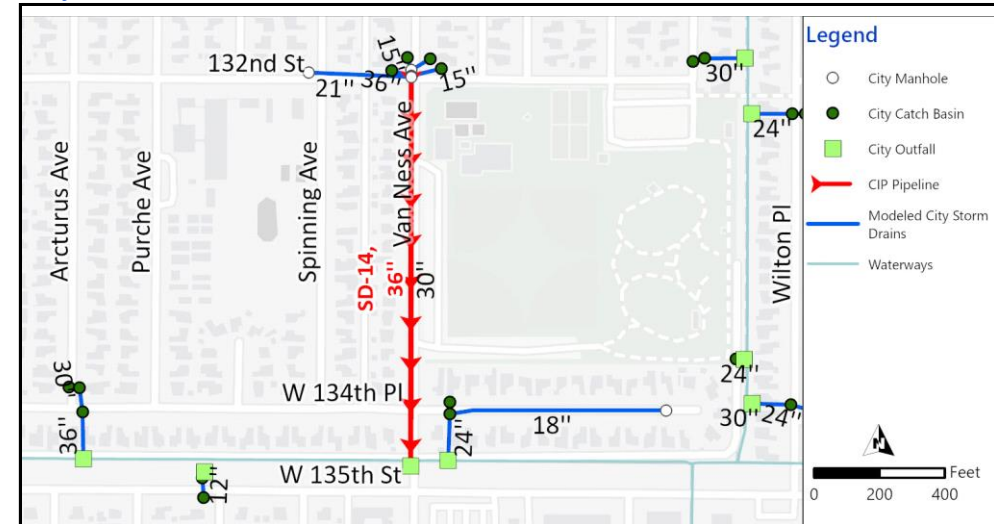 Legend
City Manhole
City Catch Basin
City Outfall
CIP Pipeline
Modeled City Storm
Drains
Waterways
132nd St
21"
36"
15"
15"
30"
24"
Arcturus Ave
Purche Ave
Spinning Ave
Van Ness Ave
Wilton Pl
SD-14,
36"
30"
24"
30"
W 134th Pl
18"
30"
24"
36"
24"
W 135th St
12"
N
Feet
0
200
400